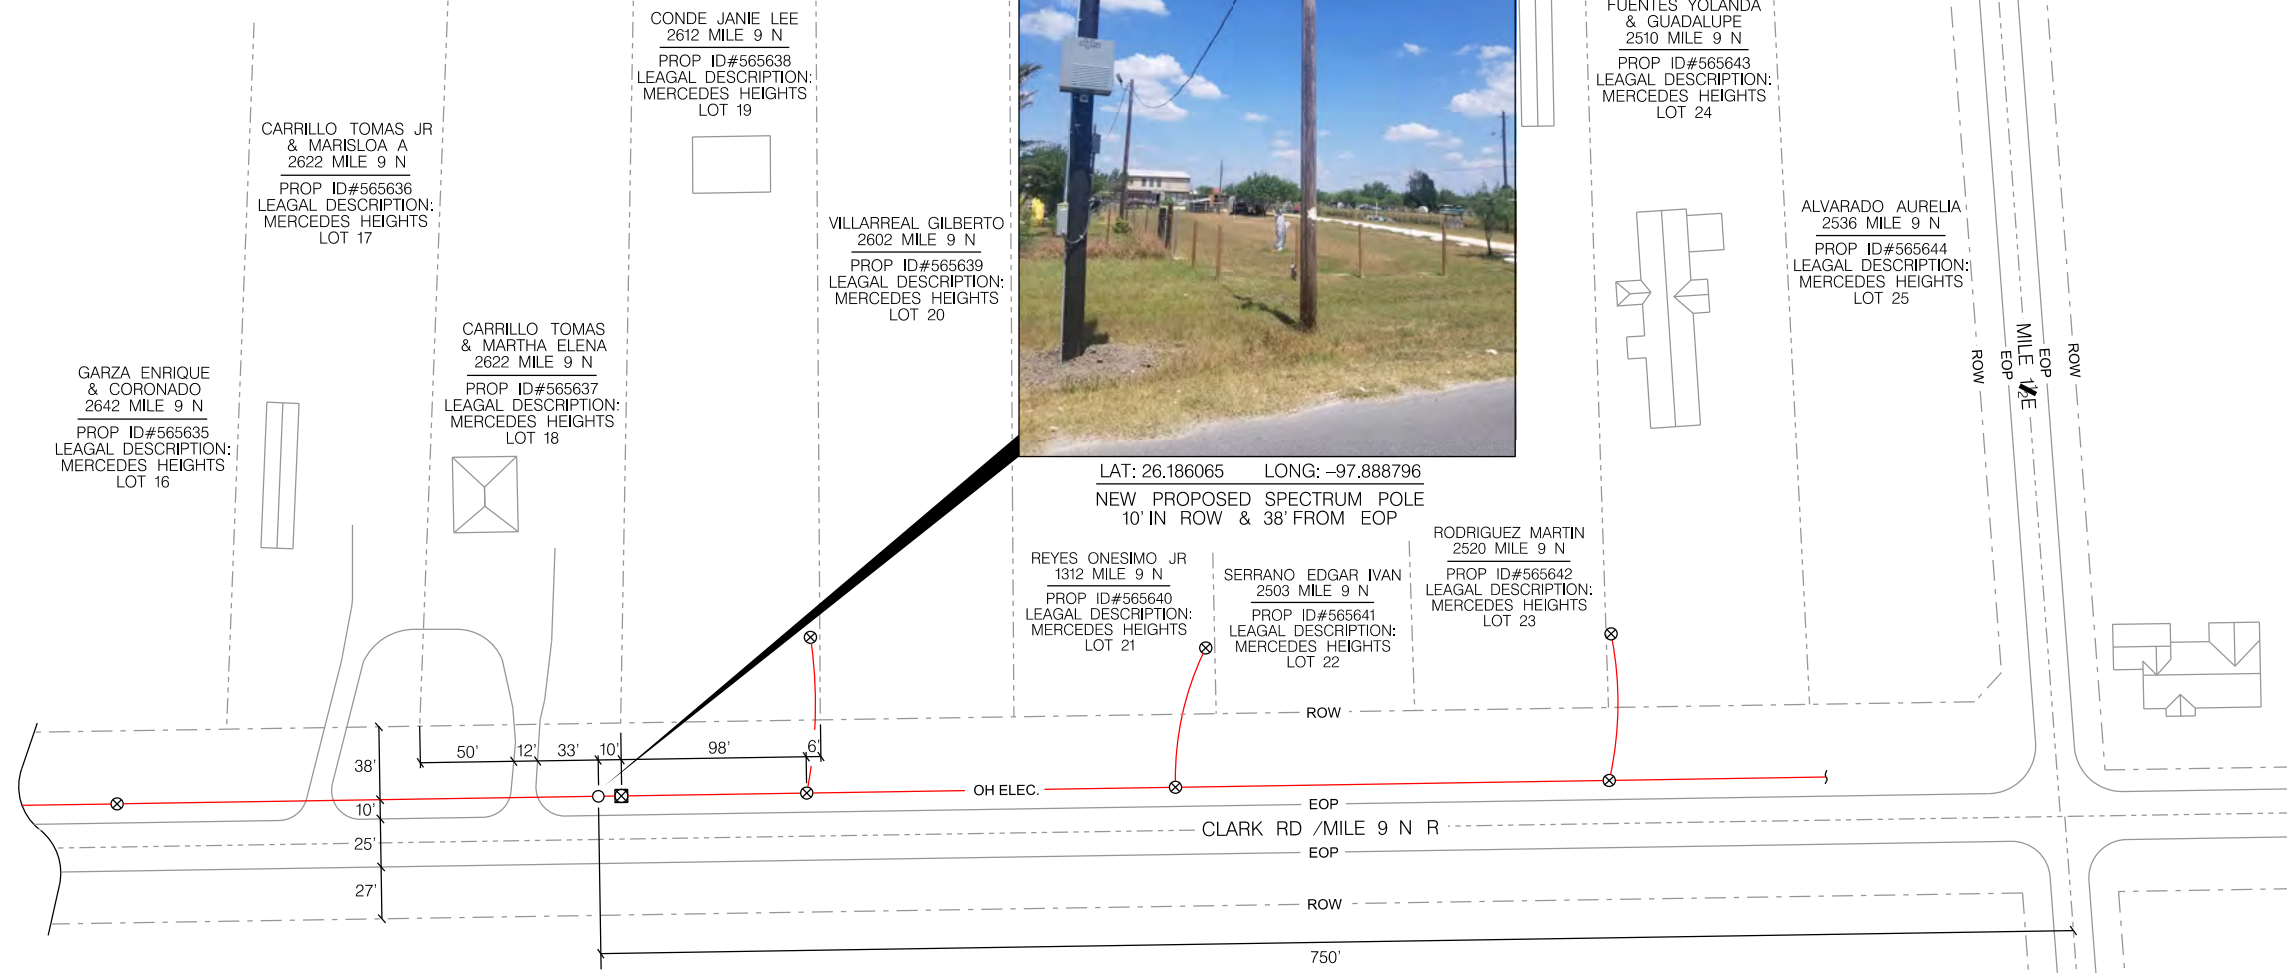 CONDE JANIE LEE
2612 MILE 9 N
PROP ID#565638
LEAGAL DESCRIPTION:
MERCEDES HEIGHTS
LOT 19
FUENTES YOLANDA
& GUADALUPE
2510 MILE 9 N
PROP ID#565643
LEAGAL DESCRIPTION:
MERCEDES HEIGHTS
LOT 24
CARRILLO TOMAS JR
& MARISLOA A
2622 MILE 9 N
PROP ID#565636
LEAGAL DESCRIPTION:
MERCEDES HEIGHTS
LOT 17
VILLARREAL GILBERTO
2602 MILE 9 N
PROP ID#565639
LEAGAL DESCRIPTION:
MERCEDES HEIGHTS
LOT 20
ALVARADO AURELIA
2536 MILE 9 N
PROP ID#565644
LEAGAL DESCRIPTION:
MERCEDES HEIGHTS
LOT 25
CARRILLO TOMAS
& MARTHA ELENA
2622 MILE 9 N
PROP ID#565637
LEAGAL DESCRIPTION:
MERCEDES HEIGHTS
LOT 18
GARZA ENRIQUE
& CORONADO
2642 MILE 9 N
PROP ID#565635
LEAGAL DESCRIPTION:
MERCEDES HEIGHTS
LOT 16
ROW
EOP
MILE 1 1/2 E
EOP
ROW
LAT: 26.186065 LONG: -97.888796
NEW PROPOSED SPECTRUM POLE
10' IN ROW & 38' FROM EOP
REYES ONESIMO JR
1312 MILE 9 N
PROP ID#565640
LEAGAL DESCRIPTION:
MERCEDES HEIGHTS
LOT 21
SERRANO EDGAR IVAN
2503 MILE 9 N
PROP ID#565641
LEAGAL DESCRIPTION:
MERCEDES HEIGHTS
LOT 22
RODRIGUEZ MARTIN
2520 MILE 9 N
PROP ID#565642
LEAGAL DESCRIPTION:
MERCEDES HEIGHTS
LOT 23
ROW
50' 12' 33' 10' 98' 6'
38'
OH ELEC.
10'
EOP
CLARK RD /MILE 9 N R
25'
EOP
27'
ROW
750'